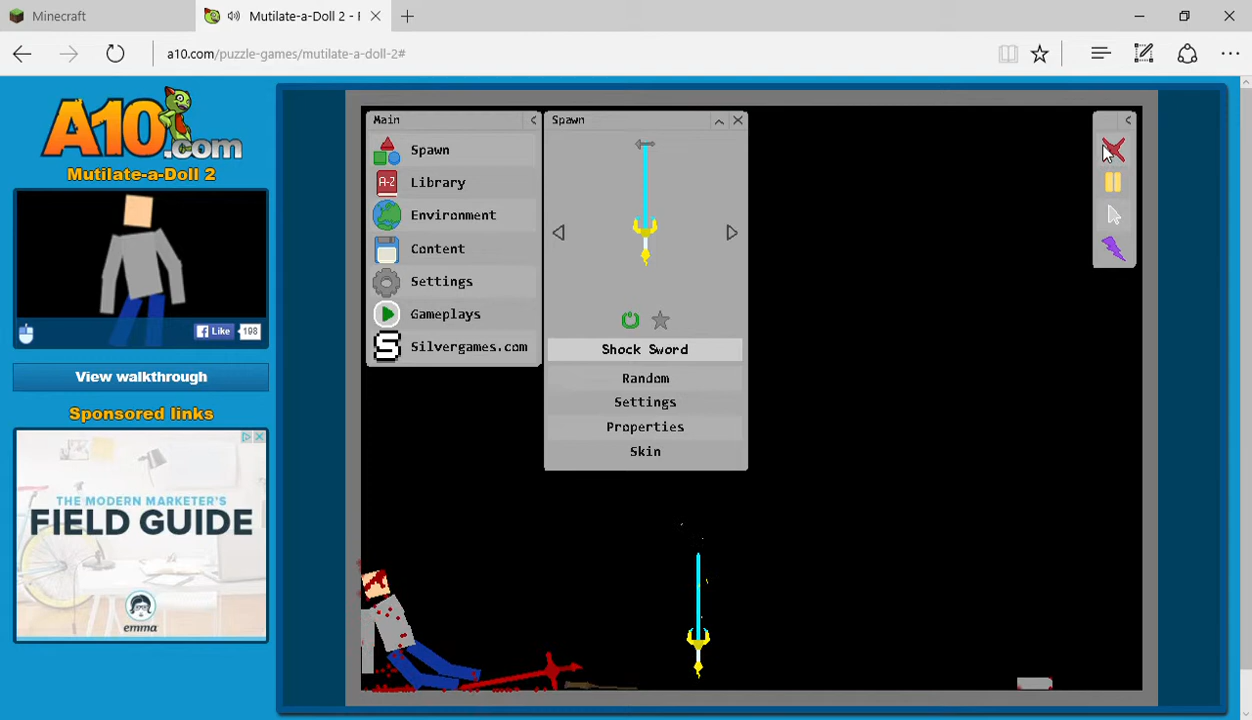 Minecraft
Mutilate-a-Doll 2 - F
a10.com/puzzle-games/mutilate-a-doll-2#
A10.com
Mutilate-a-Doll 2
Like 198
View walkthrough
Sponsored links
THE MODERN MARKETER'S
FIELD GUIDE
emma
Main
A-Z
Spawn
Library
Environment
Content
Settings
Gameplays
S Silvergames.com
Spawn
Shock Sword
Random
Settings
Properties
Skin